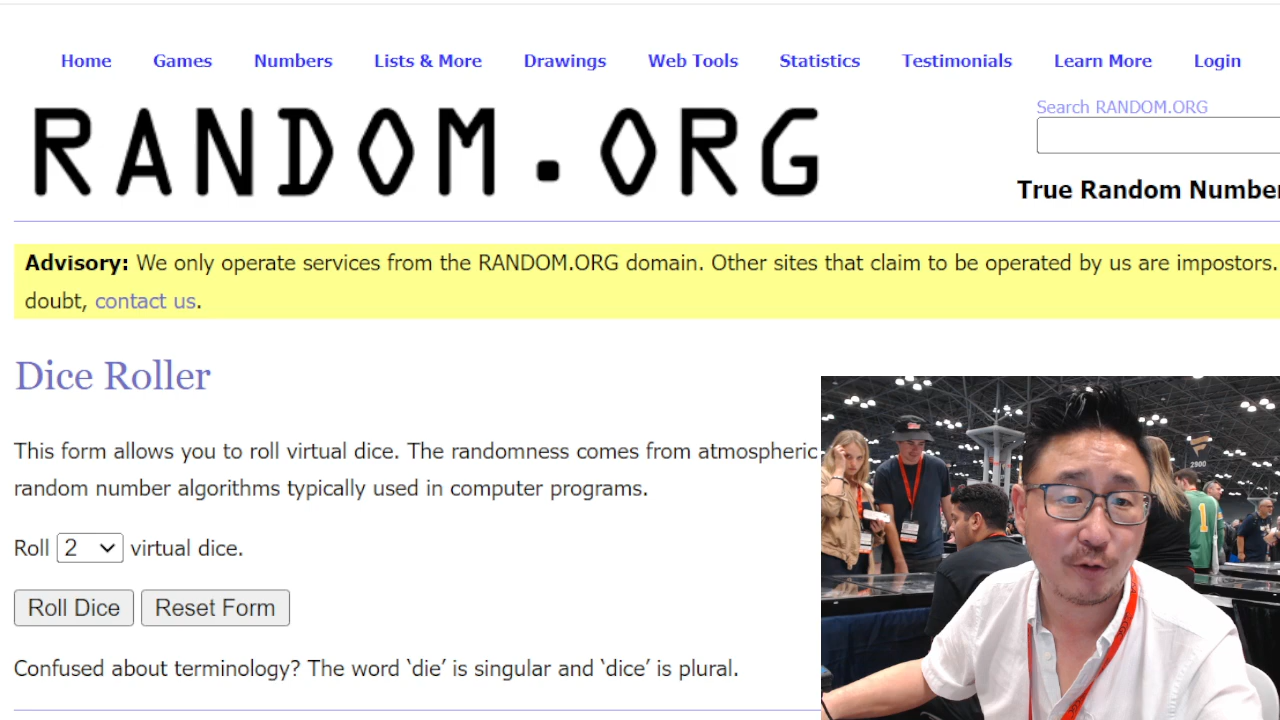 Home Games Numbers Lists & More Drawings Web Tools Statistics Testimonials Learn More Login
RANDOM.ORG
Search RANDOM.ORG
True Random Number
Advisory: We only operate services from the RANDOM.ORG domain. Other sites that claim to be operated by us are impostors.
doubt, contact us.
Dice Roller
This form allows you to roll virtual dice. The randomness comes from atmospheric
random number algorithms typically used in computer programs.
Roll 2 virtual dice.
Roll Dice Reset Form
Confused about terminology? The word ‘die’ is singular and ‘dice’ is plural.
2900
1